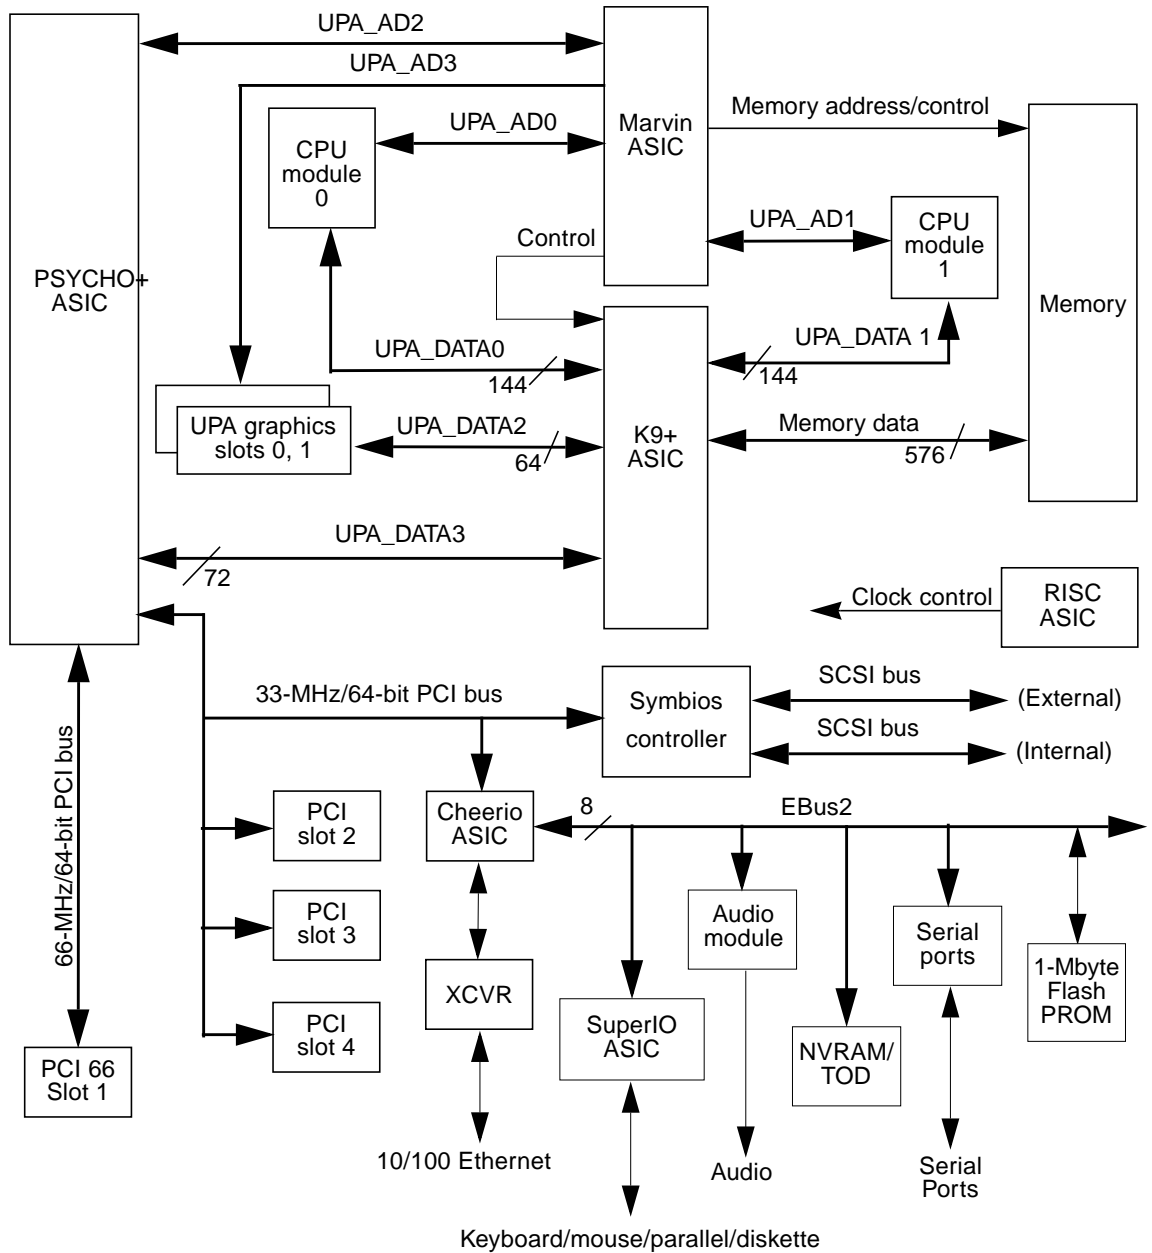 UPA_AD2
UPA_AD3
UPA_AD0
Marvin
ASIC
Memory address/control
CPU
module
0
UPA_AD1
CPU
module
1
Control
PSYCHO+
ASIC
Memory
UPA_DATA0
144
UPA_DATA 1
144
UPA graphics
slots 0, 1
UPA_DATA2
64
K9+
ASIC
Memory data
576
UPA_DATA3
72
Clock control
RISC
ASIC
33-MHz/64-bit PCI bus
Symbios
controller
SCSI bus
(External)
SCSI bus
(Internal)
66-MHz/64-bit PCI bus
PCI
slot 2
Cheerio
ASIC
8
EBus2
PCI
slot 3
Audio
module
Serial
ports
1-Mbyte
Flash
PROM
XCVR
SuperIO
ASIC
PCI
slot 4
NVRAM/
TOD
PCI 66
Slot 1
10/100 Ethernet
Audio
Serial
Ports
Keyboard/mouse/parallel/diskette